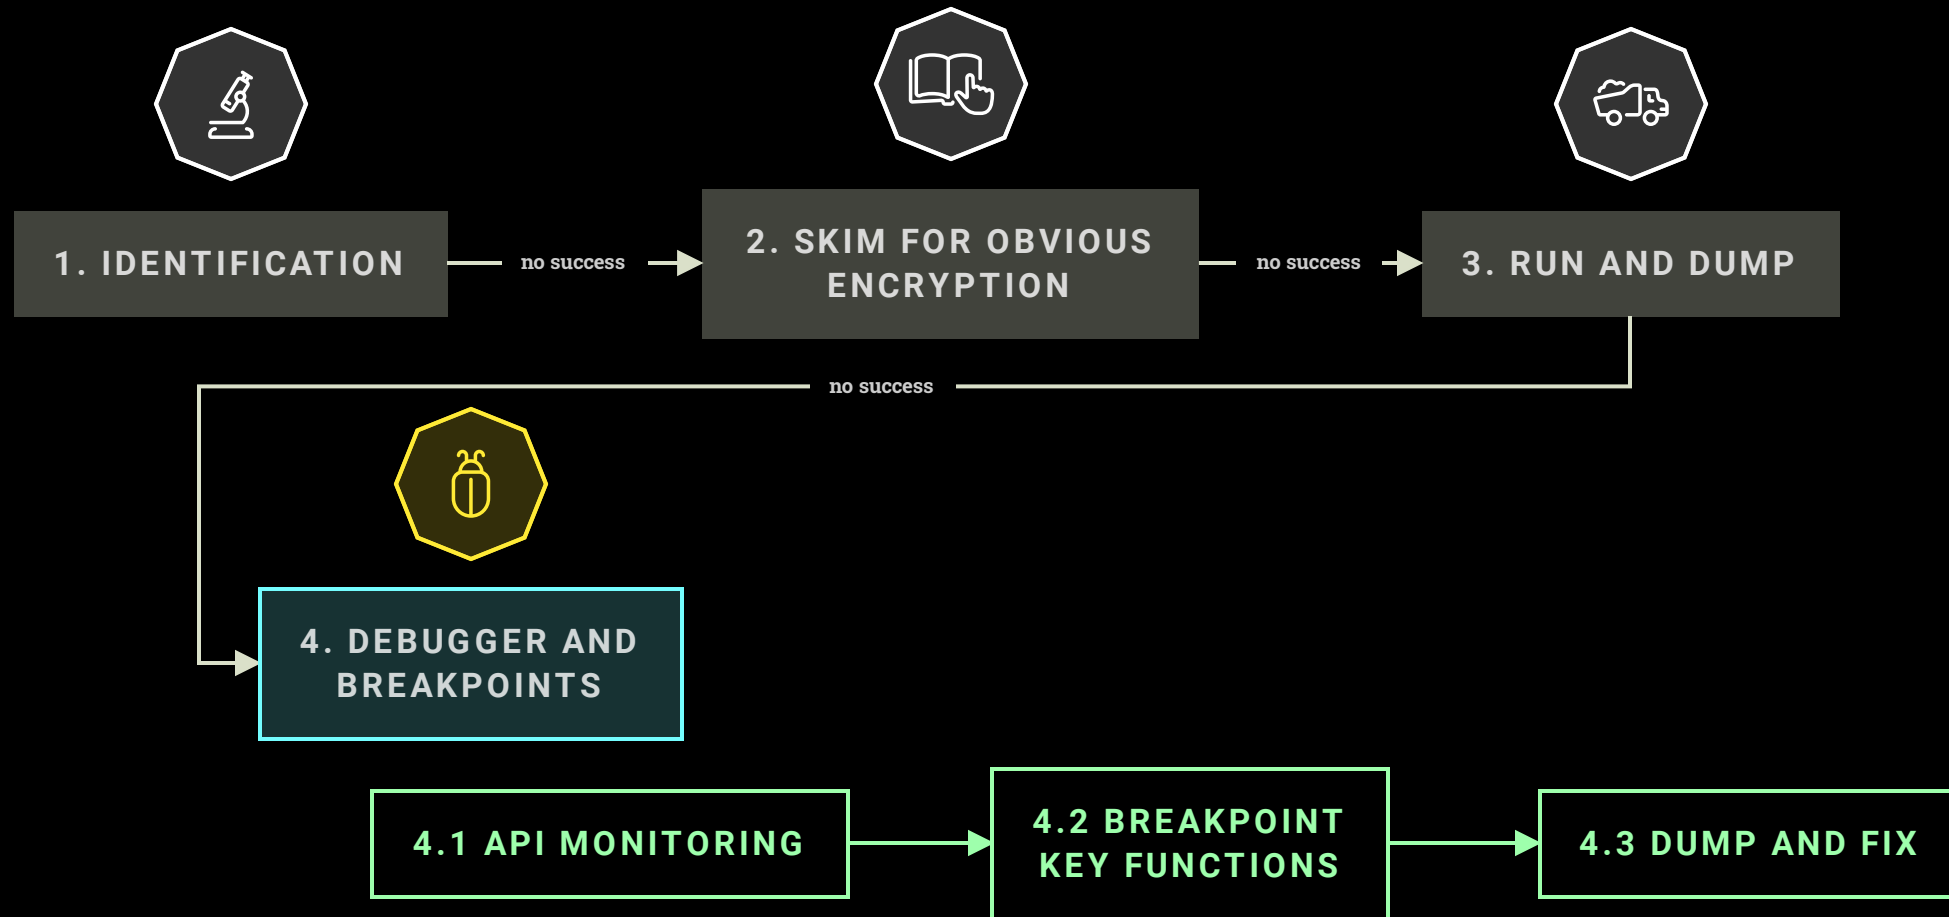 1. IDENTIFICATION
no success
2. SKIM FOR OBVIOUS
ENCRYPTION
no success
3. RUN AND DUMP
no success
4. DEBUGGER AND
BREAKPOINTS
4.1 API MONITORING
4.2 BREAKPOINT
KEY FUNCTIONS
4.3 DUMP AND FIX